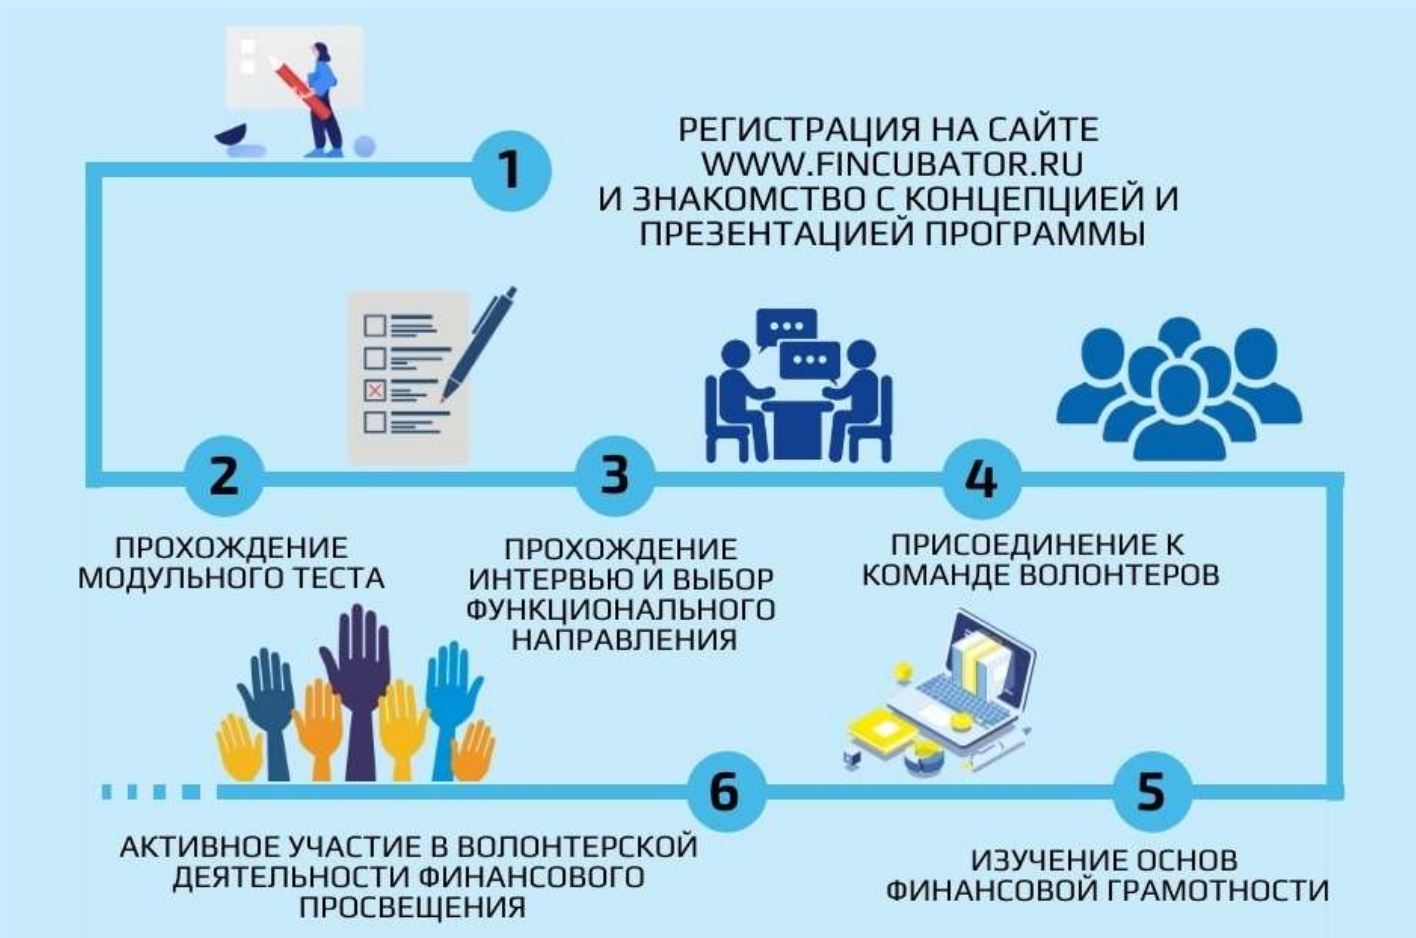 1
РЕГИСТРАЦИЯ НА САЙТЕ
WWW.FINCUBATOR.RU
И ЗНАКОМСТВО С КОНЦЕПЦИЕЙ И
ПРЕЗЕНТАЦИЕЙ ПРОГРАММЫ
2
ПРОХОЖДЕНИЕ
МОДУЛЬНОГО ТЕСТА
3
ПРОХОЖДЕНИЕ
ИНТЕРВЬЮ И ВЫБОР
ФУНКЦИОНАЛЬНОГО
НАПРАВЛЕНИЯ
4
ПРИСОЕДИНЕНИЕ К
КОМАНДЕ ВОЛОНТЕРОВ
5
ИЗУЧЕНИЕ ОСНОВ
ФИНАНСОВОЙ ГРАМОТНОСТИ
6
АКТИВНОЕ УЧАСТИЕ В ВОЛОНТЕРСКОЙ
ДЕЯТЕЛЬНОСТИ ФИНАНСОВОГО
ПРОСВЕЩЕНИЯ